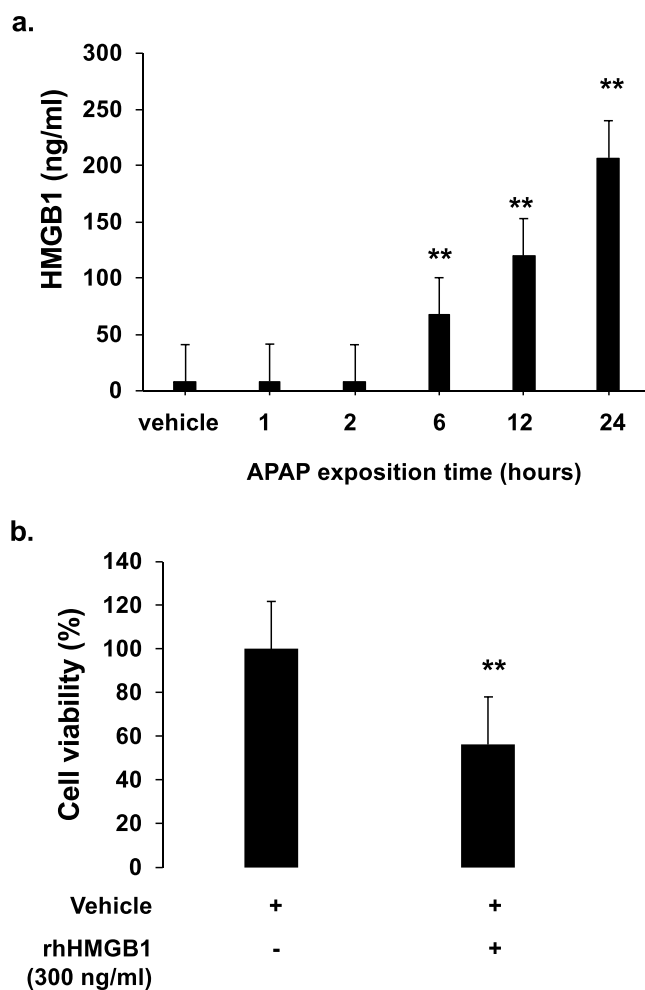 a.
300
250
200
150
100
50
0
HMGB1 (ng/ml)
**
**
**
vehicle 1 2 6 12 24
APAP exposition time (hours)
b.
140
120
100
80
60
40
20
0
Cell viability (%)
**
Vehicle + +
rhHMGB1 - +
(300 ng/ml)